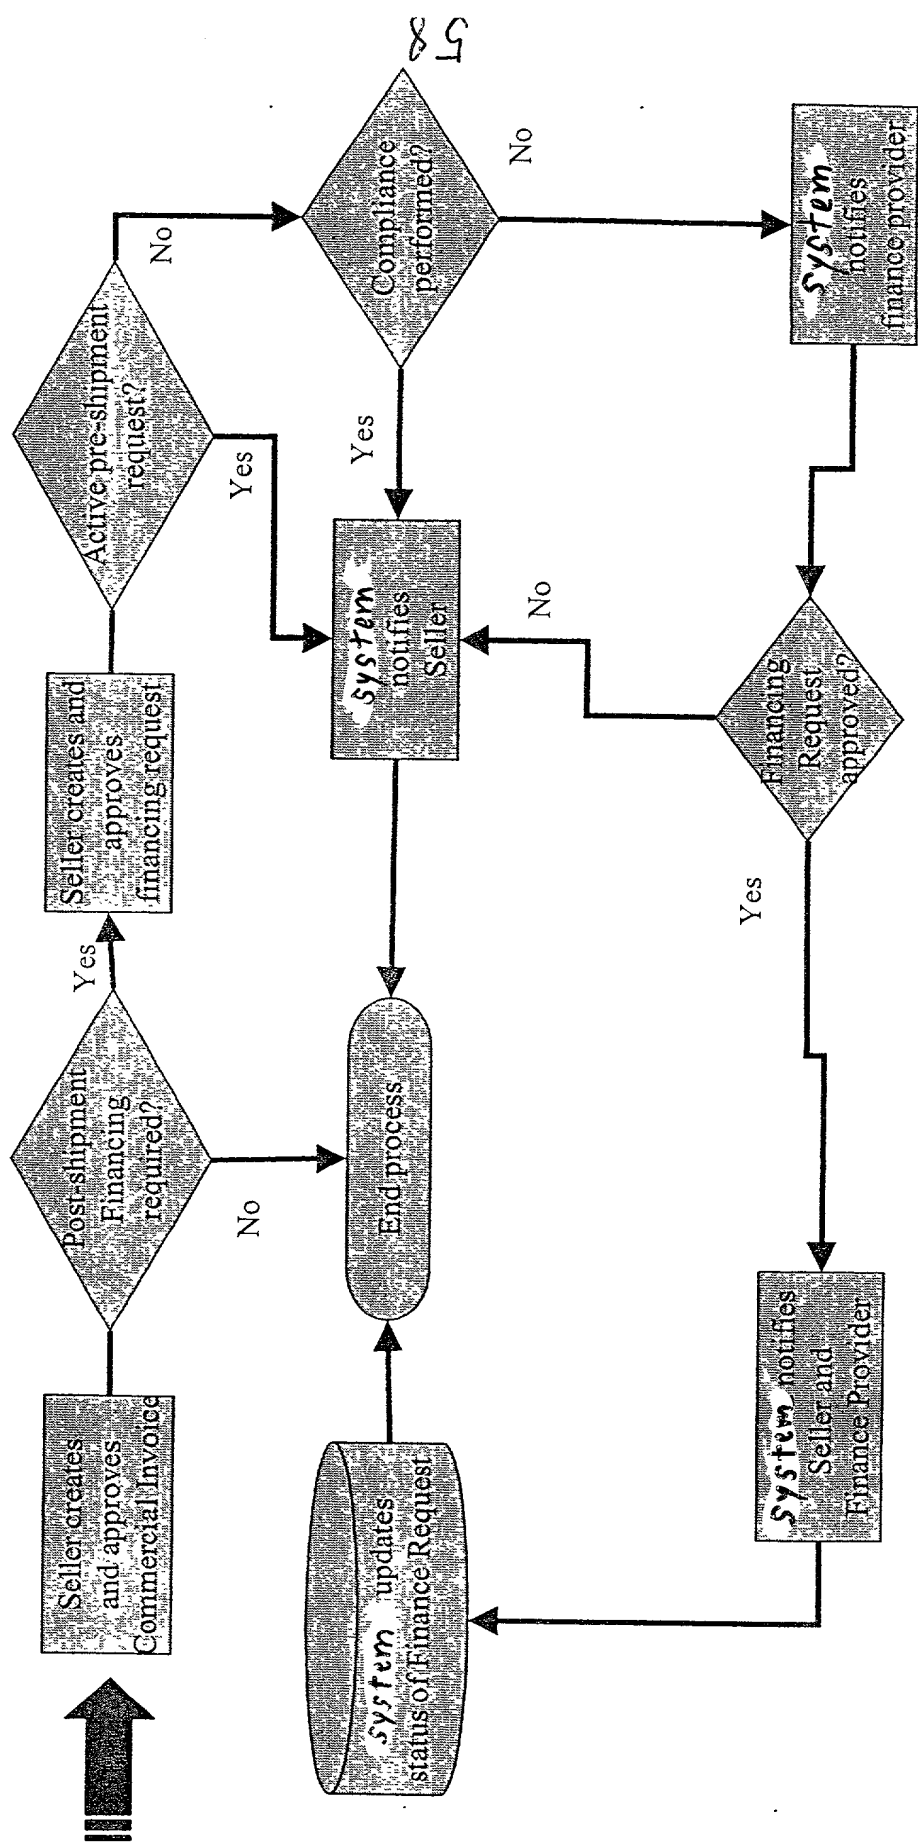 Seller creates
and approves
Commercial Invoice
Post-shipment
Financing
required?
Yes
No
Seller creates and
approves
financing request
Active pre-shipment
request?
No
Yes
Compliance
performed?
58
Yes
No
system
notifies
Seller
End process
system updates
status of Finance Request
system
notifies
finance provider
No
Financing
Request
approved?
Yes
system notifies
Seller and
Finance Provider